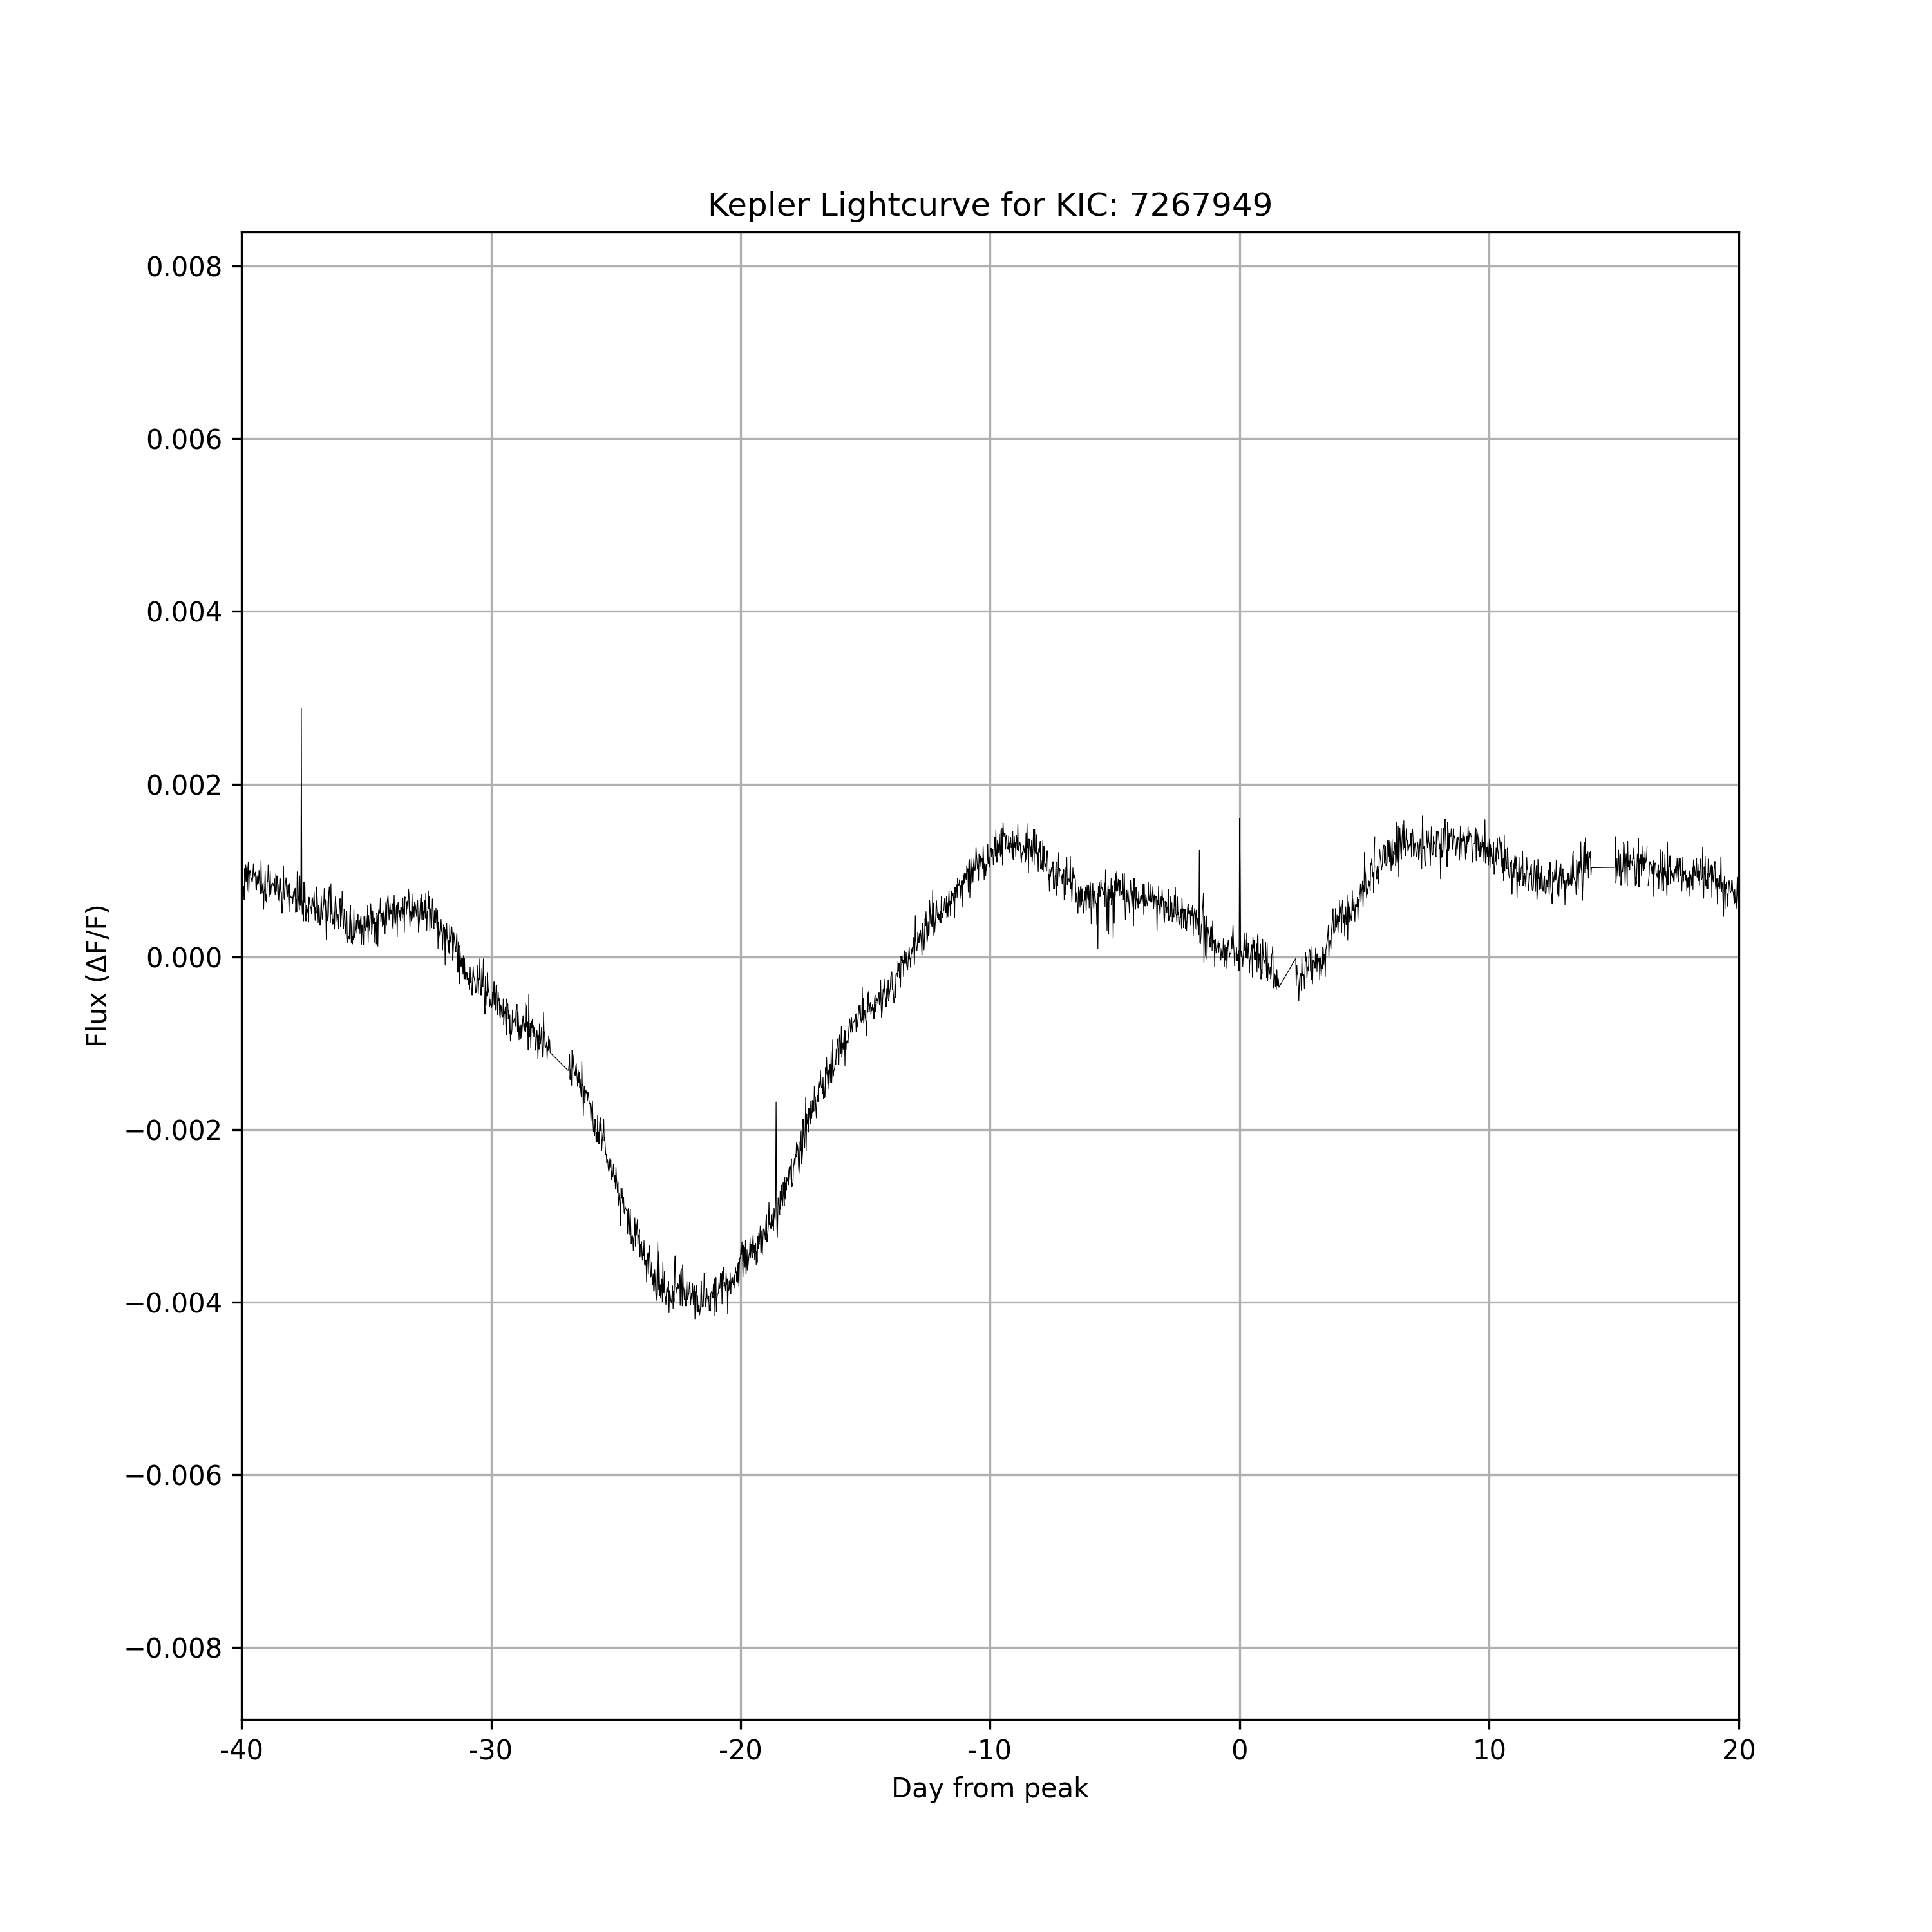 Kepler Lightcurve for KIC: 7267949
0.008
0.006
0.004
0.002
0.000
−0.002
−0.004
−0.006
−0.008
Flux (ΔF/F)
-40 -30 -20 -10 0 10 20
Day from peak